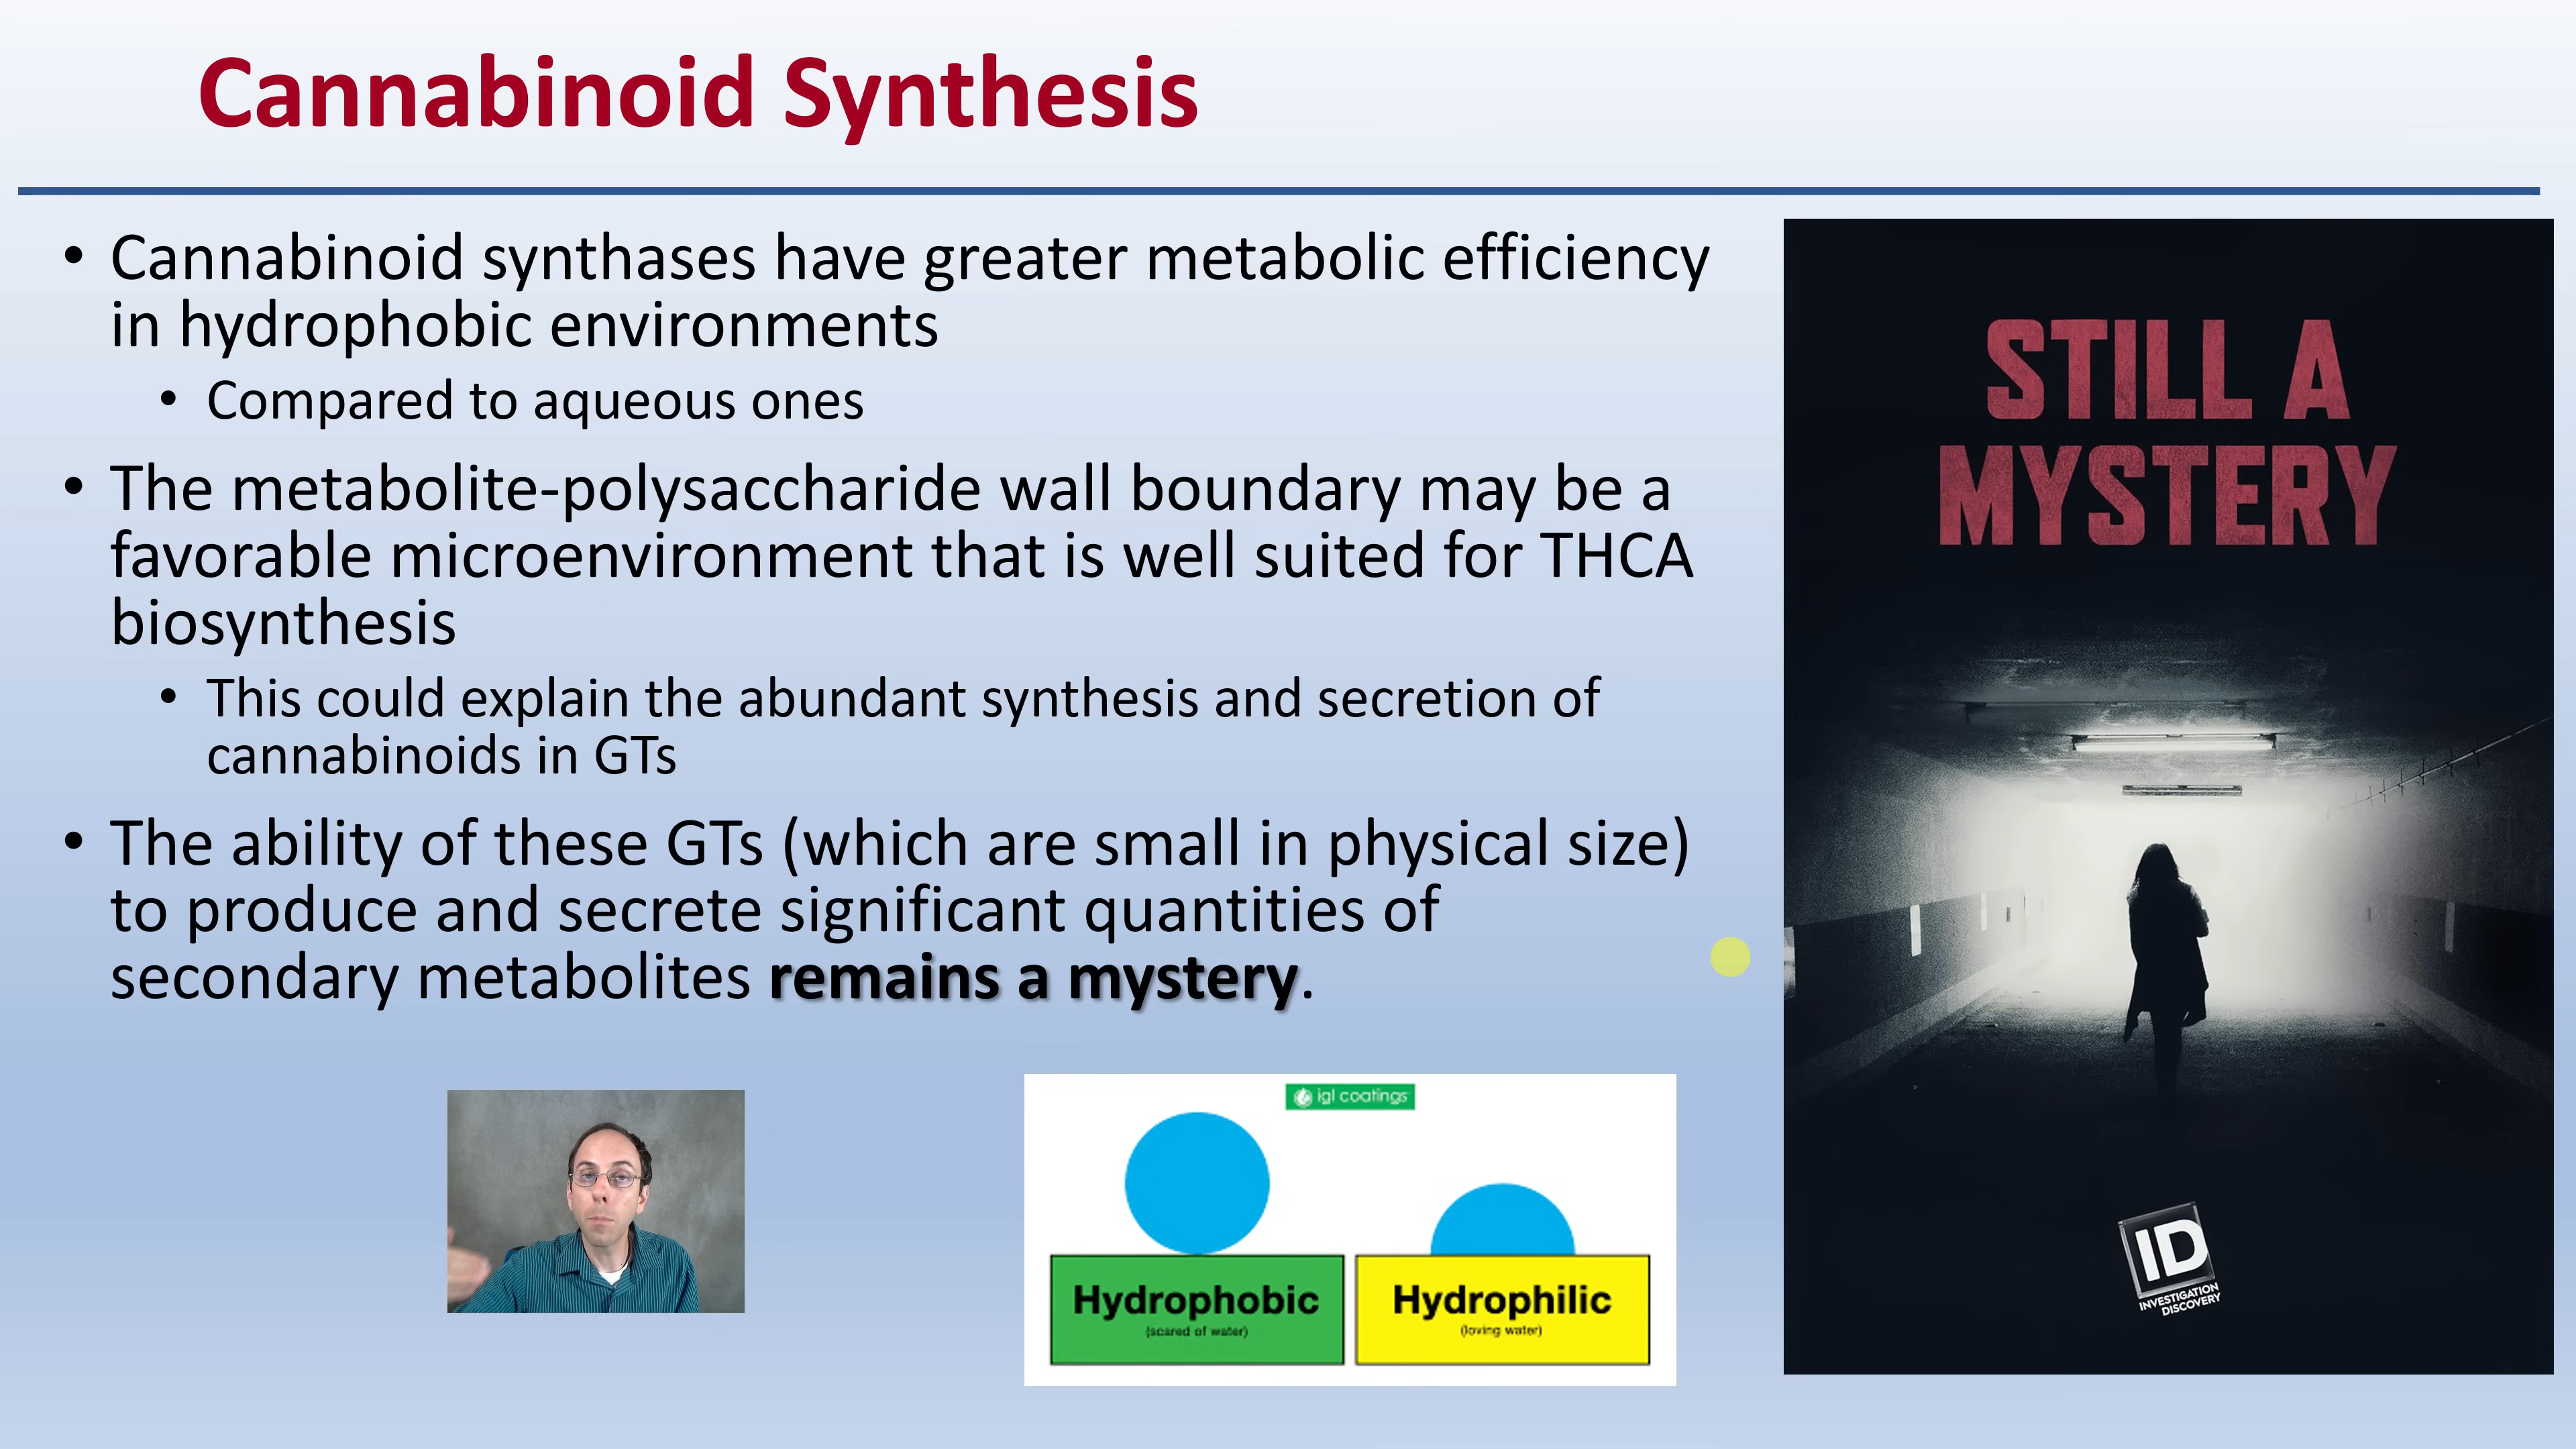 Cannabinoid Synthesis
• Cannabinoid synthases have greater metabolic efficiency
in hydrophobic environments
• Compared to aqueous ones
• The metabolite-polysaccharide wall boundary may be a
favorable microenvironment that is well suited for THCA
biosynthesis
• This could explain the abundant synthesis and secretion of
cannabinoids in GTs
• The ability of these GTs (which are small in physical size)
to produce and secrete significant quantities of
secondary metabolites remains a mystery.
igl coatings
Hydrophobic
(scared of water)
Hydrophilic
(loving water)
STILL A
MYSTERY
ID
INVESTIGATION
DISCOVERY